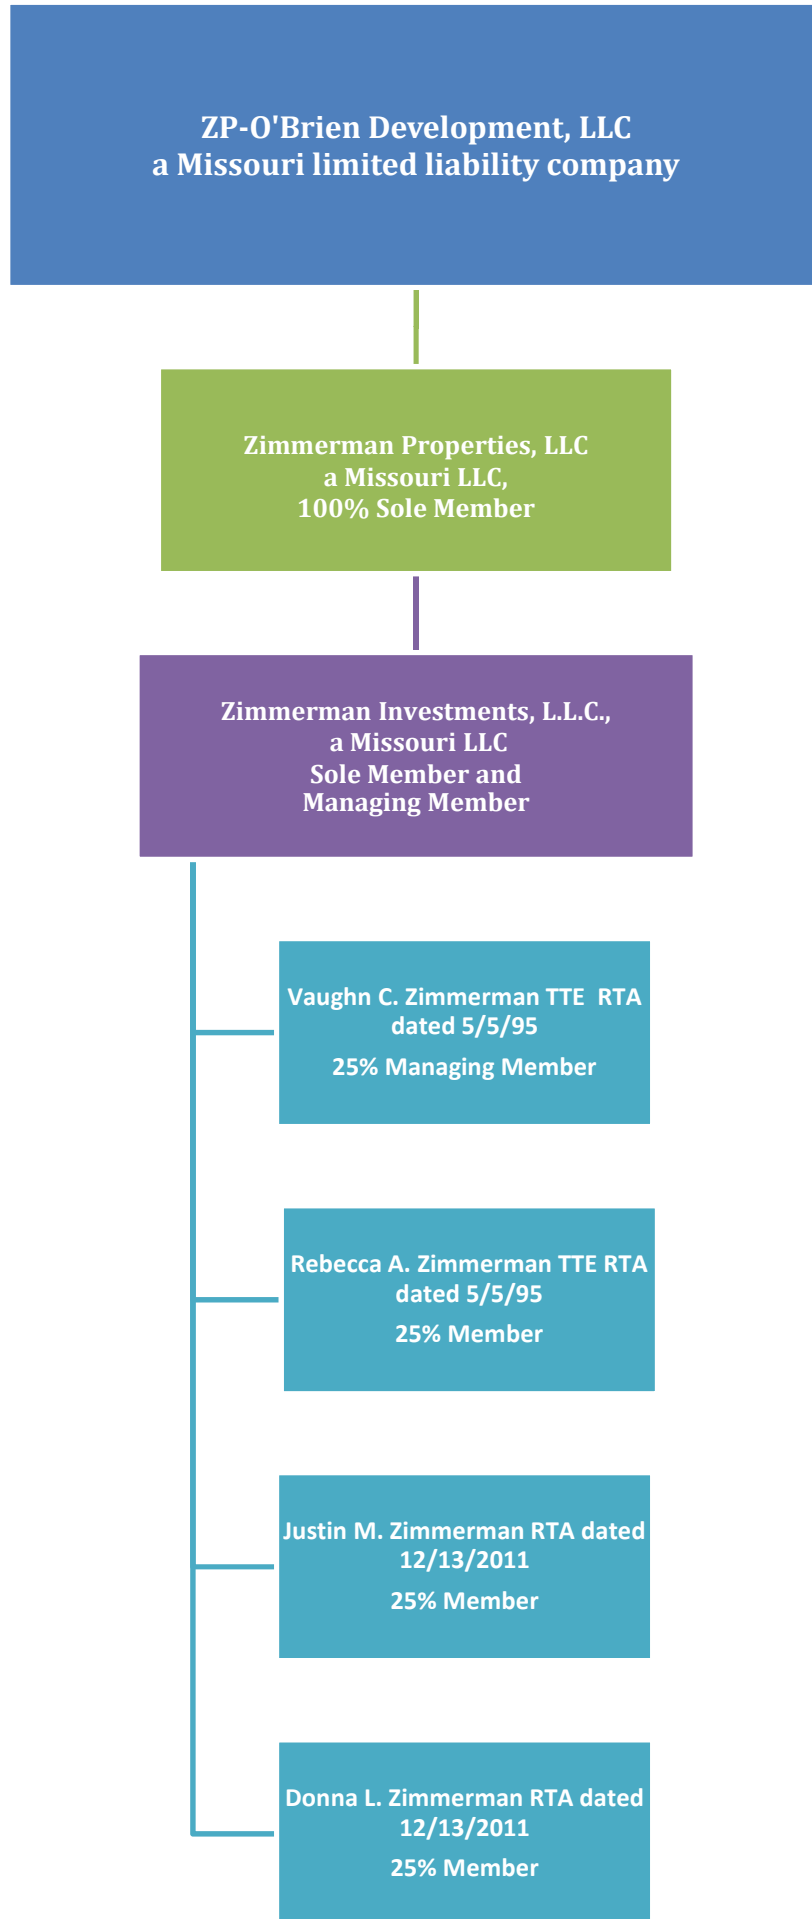 ZP-O'Brien Development, LLC
a Missouri limited liability company
Zimmerman Properties, LLC
a Missouri LLC,
100% Sole Member
Zimmerman Investments, L.L.C.,
a Missouri LLC
Sole Member and
Managing Member
Vaughn C. Zimmerman TTE  RTA
dated 5/5/95
25% Managing Member
Rebecca A. Zimmerman TTE RTA
dated 5/5/95
25% Member
Justin M. Zimmerman RTA dated
12/13/2011
25% Member
Donna L. Zimmerman RTA dated
12/13/2011
25% Member